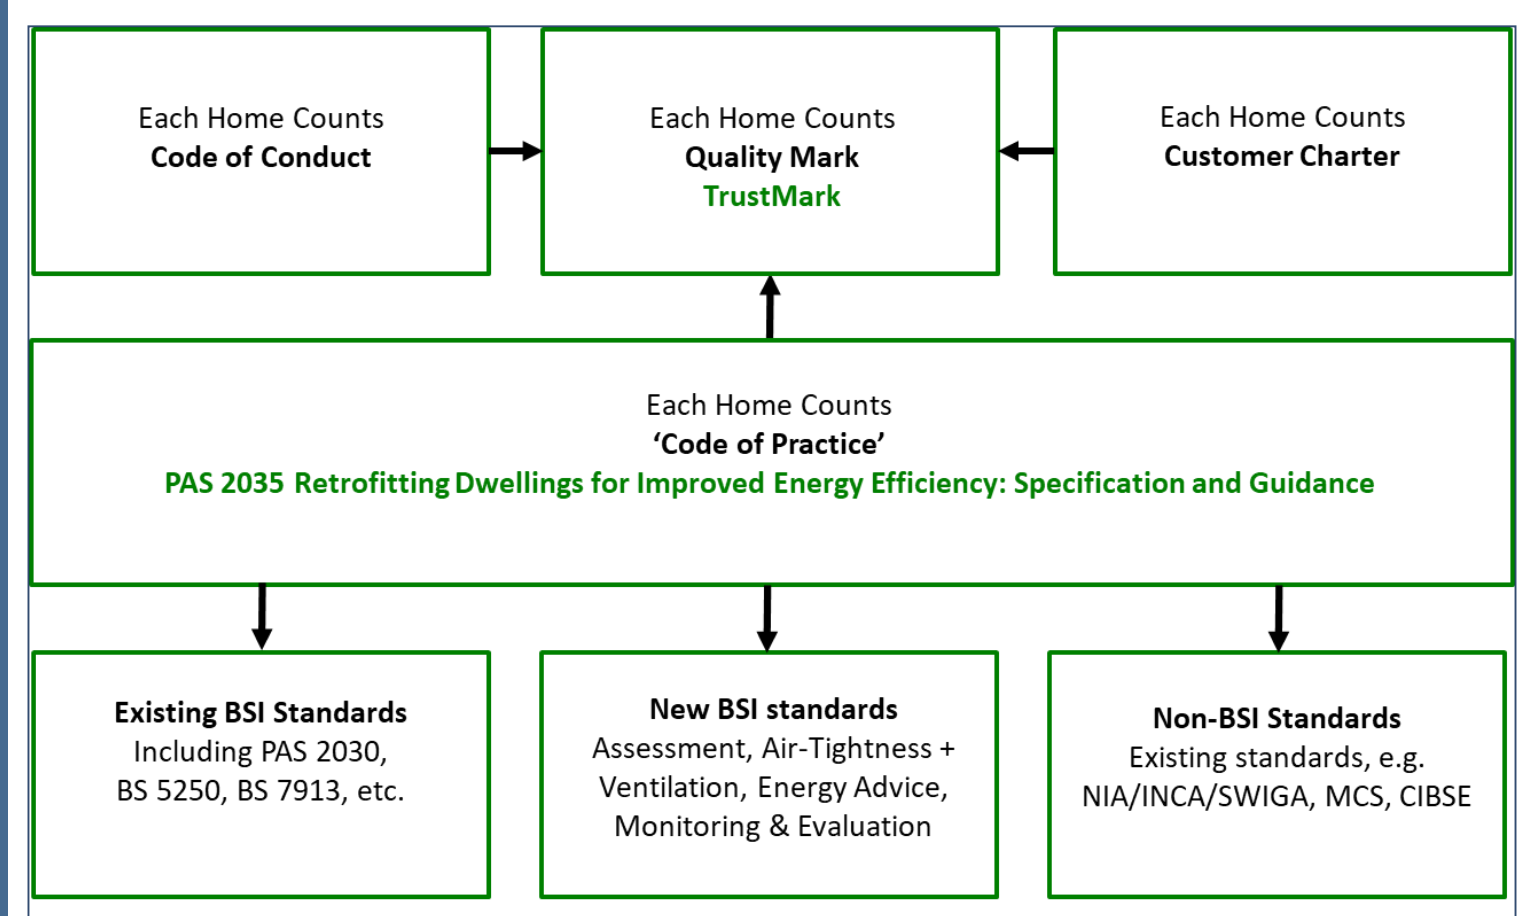 Each Home Counts
Code of Conduct
Each Home Counts
Quality Mark
TrustMark
Each Home Counts
Customer Charter
Each Home Counts
‘Code of Practice’
PAS 2035 Retrofitting Dwellings for Improved Energy Efficiency: Specification and Guidance
Existing BSI Standards
Including PAS 2030,
BS 5250, BS 7913, etc.
New BSI standards
Assessment, Air-Tightness +
Ventilation, Energy Advice,
Monitoring & Evaluation
Non-BSI Standards
Existing standards, e.g.
NIA/INCA/SWIGA, MCS, CIBSE